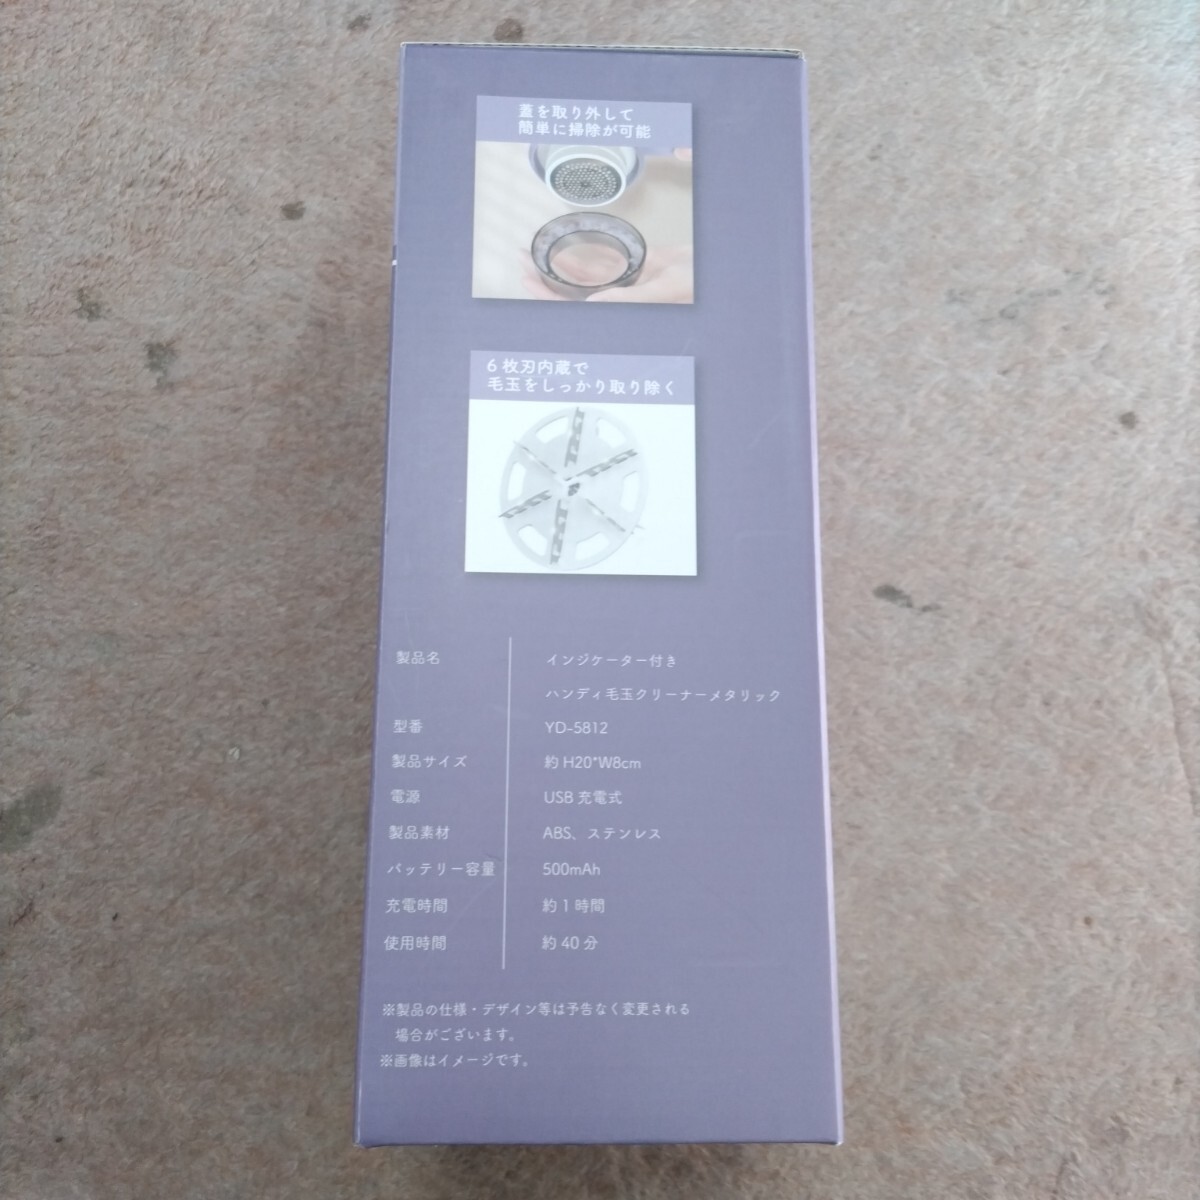 蓋を取り外して
簡単に掃除が可能
6枚刃内蔵で
毛玉をしっかり取り除く
製品名 インジケーター付き
ハンディ毛玉クリーナーメタリック
型番 YD-5812
製品サイズ 約H20*W8cm
電源 USB充電式
製品素材 ABS、ステンレス
バッテリー容量 500mAh
充電時間 約1時間
使用時間 約40分
※製品の仕様・デザイン等は予告なく変更される
場合がございます。
※画像はイメージです。